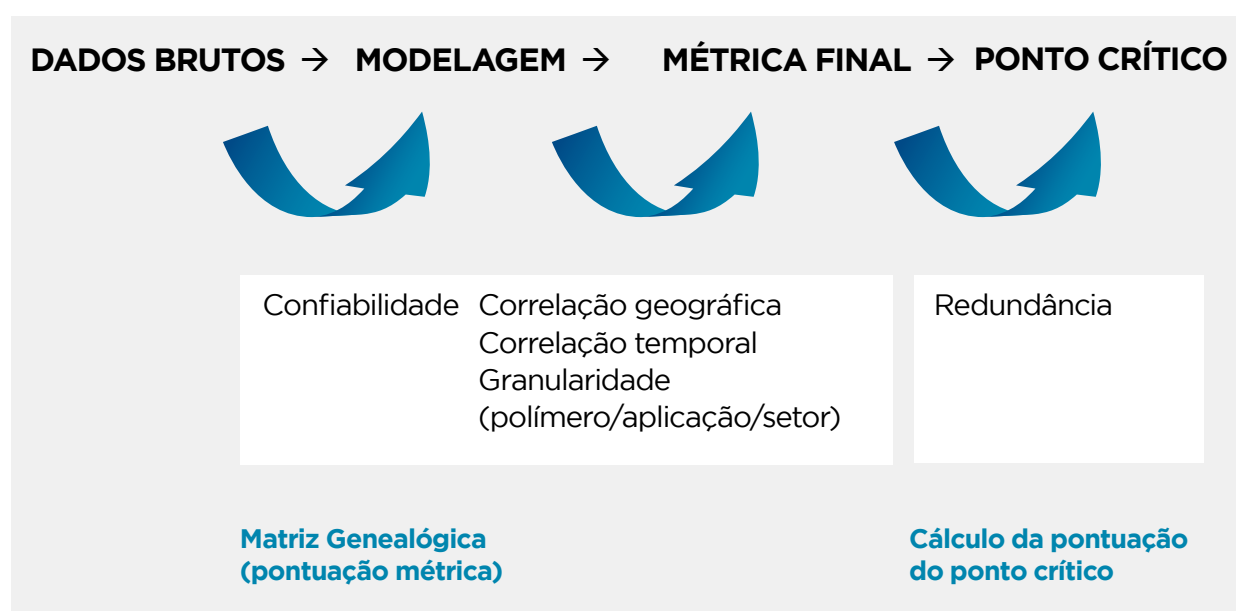 DADOS BRUTOS → MODELAGEM → MÉTRICA FINAL → PONTO CRÍTICO
Confiabilidade
Correlação geográfica
Correlação temporal
Granularidade
(polímero/aplicação/setor)
Redundância
Matriz Genealógica
(pontuação métrica)
Cálculo da pontuação
do ponto crítico